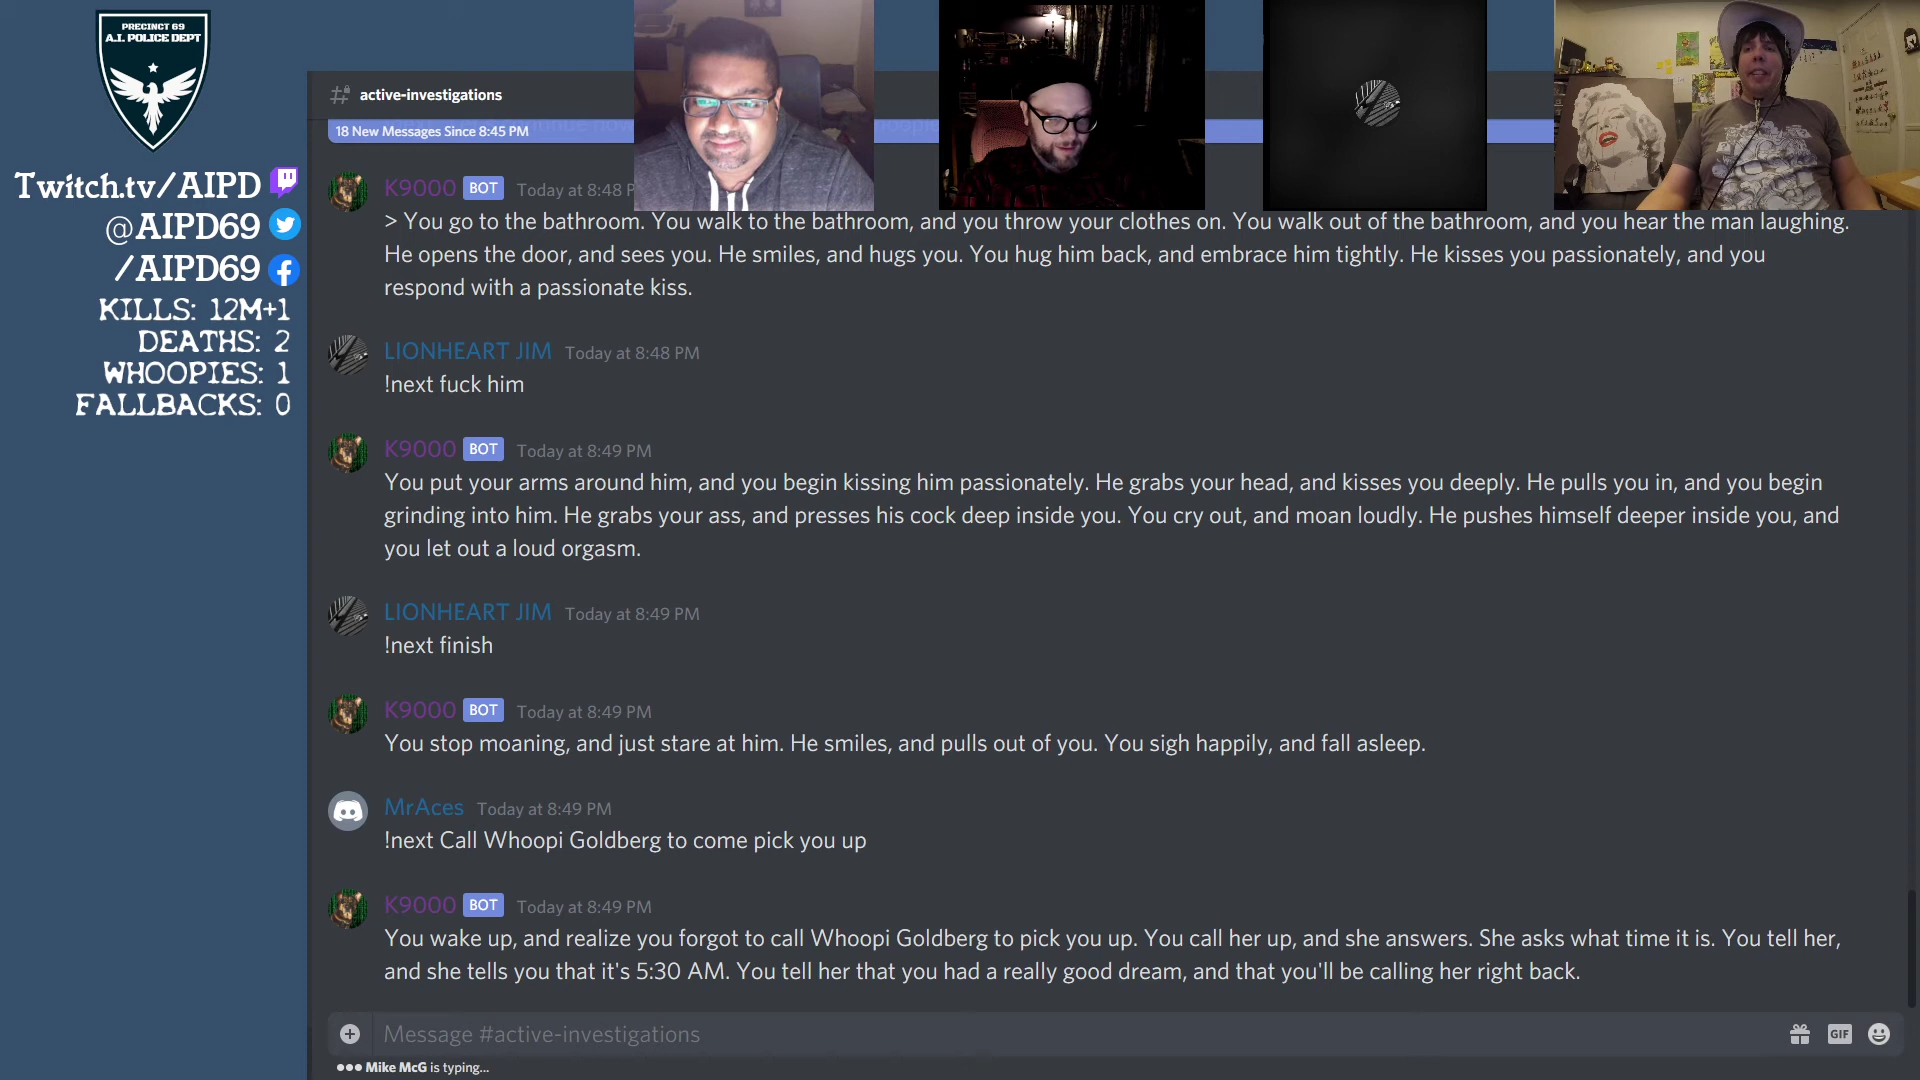 PRECINCT 69
A.I. POLICE DEPT
Twitch.tv/AIPD
@AIPD69
/AIPD69
KILLS: 12M+1
DEATHS: 2
WHOOPIES: 1
FALLBACKS: 0
active-investigations
18 New Messages Since 8:45 PM
K9000 BOT Today at 8:48 P
> You go to the bathroom. You walk to the bathroom, and you throw your clothes on. You walk out of the bathroom, and you hear the man laughing.
He opens the door, and sees you. He smiles, and hugs you. You hug him back, and embrace him tightly. He kisses you passionately, and you
respond with a passionate kiss.
LIONHEART JIM Today at 8:48 PM
!next fuck him
K9000 BOT Today at 8:49 PM
You put your arms around him, and you begin kissing him passionately. He grabs your head, and kisses you deeply. He pulls you in, and you begin
grinding into him. He grabs your ass, and presses his cock deep inside you. You cry out, and moan loudly. He pushes himself deeper inside you, and
you let out a loud orgasm.
LIONHEART JIM Today at 8:49 PM
!next finish
K9000 BOT Today at 8:49 PM
You stop moaning, and just stare at him. He smiles, and pulls out of you. You sigh happily, and fall asleep.
MrAces Today at 8:49 PM
!next Call Whoopi Goldberg to come pick you up
K9000 BOT Today at 8:49 PM
You wake up, and realize you forgot to call Whoopi Goldberg to pick you up. You call her up, and she answers. She asks what time it is. You tell her,
and she tells you that it's 5:30 AM. You tell her that you had a really good dream, and that you'll be calling her right back.
Message #active-investigations
GIF
Mike McG is typing...